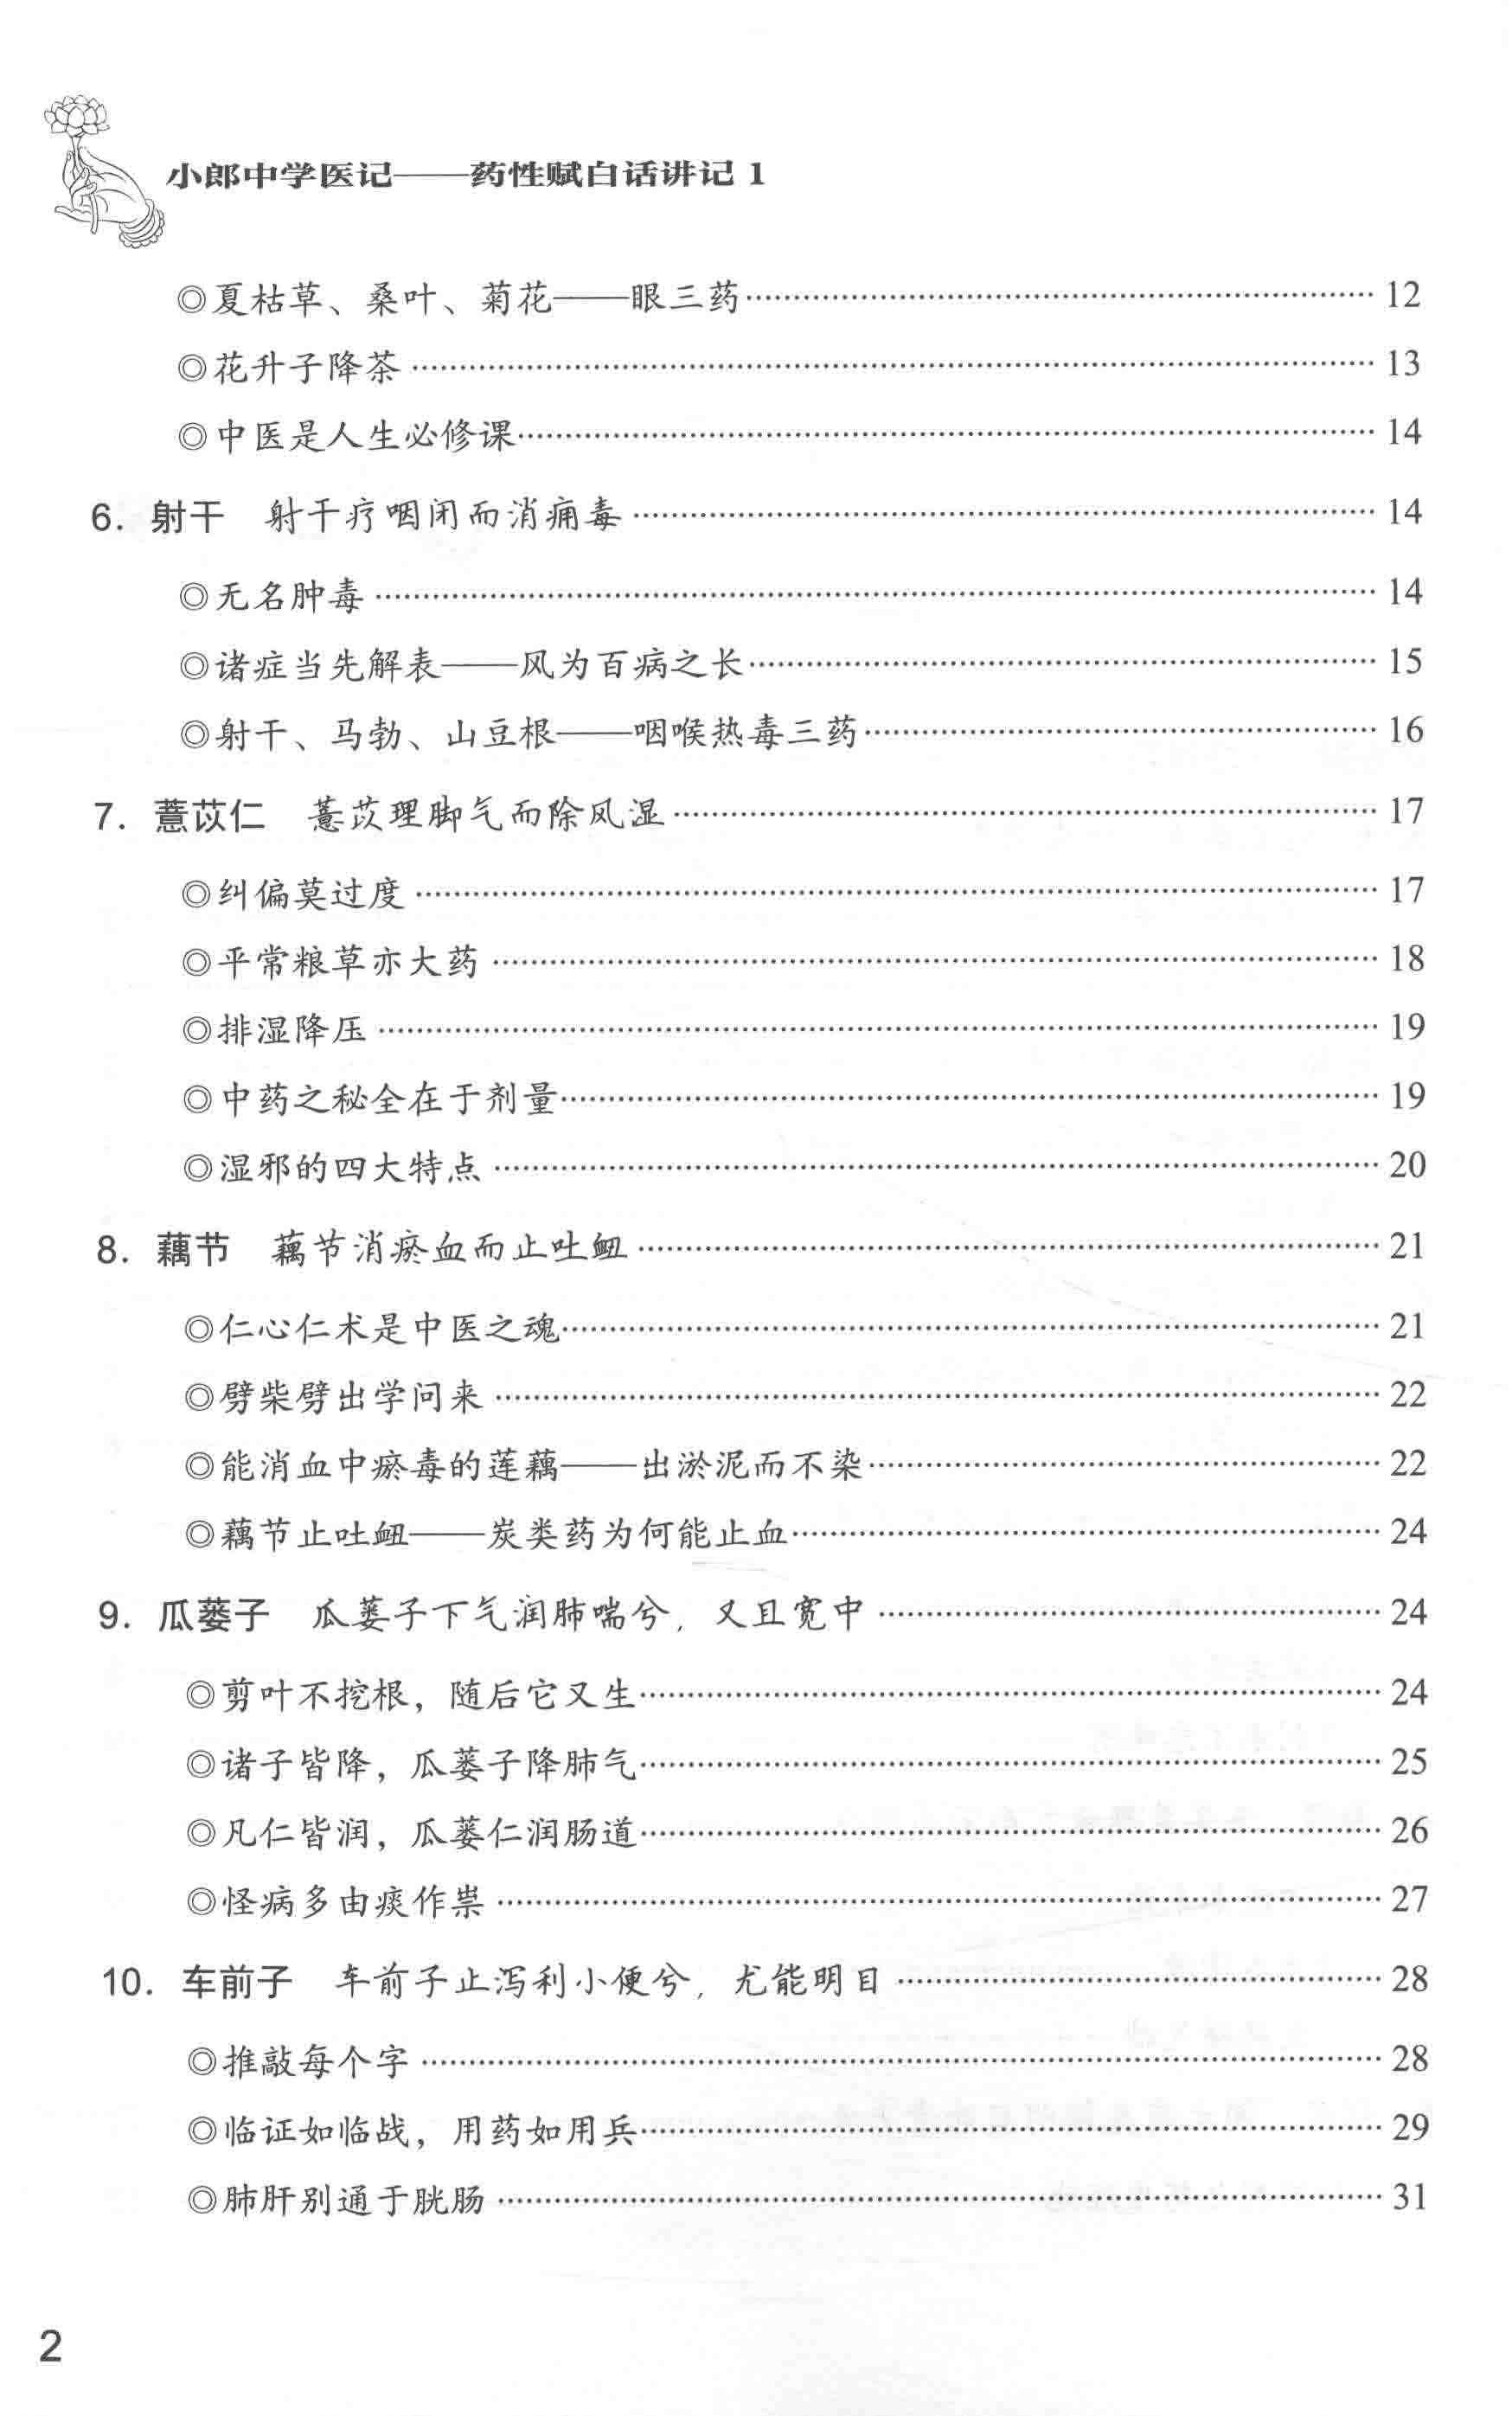 小郎中学医记——药性赋白话讲记 1
◎夏枯草、桑叶、菊花——眼三药 12
◎花升子降茶 13
◎中医是人生必修课 14
6. 射干 射干疗咽闭而消痈毒 14
◎无名肿毒 14
◎诸症当先解表——风为百病之长 15
◎射干、马勃、山豆根——咽喉热毒三药 16
7. 薏苡仁 薏苡理脚气而除风湿 17
◎纠偏莫过度 17
◎平常粮草亦大药 18
◎排湿降压 19
◎中药之秘全在于剂量 19
◎湿邪的四大特点 20
8. 藕节 藕节消瘀血而止吐衄 21
◎仁心仁术是中医之魂 21
◎劈柴劈出学问来 22
◎能消血中瘀毒的莲藕——出淤泥而不染 22
◎藕节止吐衄——炭类药为何能止血 24
9. 瓜蒌子 瓜蒌子下气润肺喘兮，又且宽中 24
◎剪叶不挖根，随后它又生 24
◎诸子皆降，瓜蒌子降肺气 25
◎凡仁皆润，瓜蒌仁润肠道 26
◎怪病多由痰作祟 27
10. 车前子 车前子止泻利小便兮，尤能明目 28
◎推敲每个字 28
◎临证如临战，用药如用兵 29
◎肺肝别通于胱肠 31
2